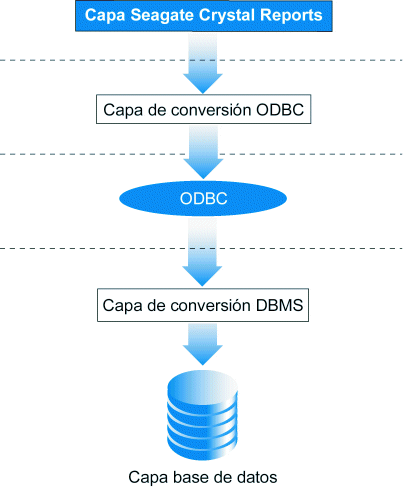 Capa Seagate Crystal Reports
Capa de conversión ODBC
ODBC
Capa de conversión DBMS
Capa base de datos